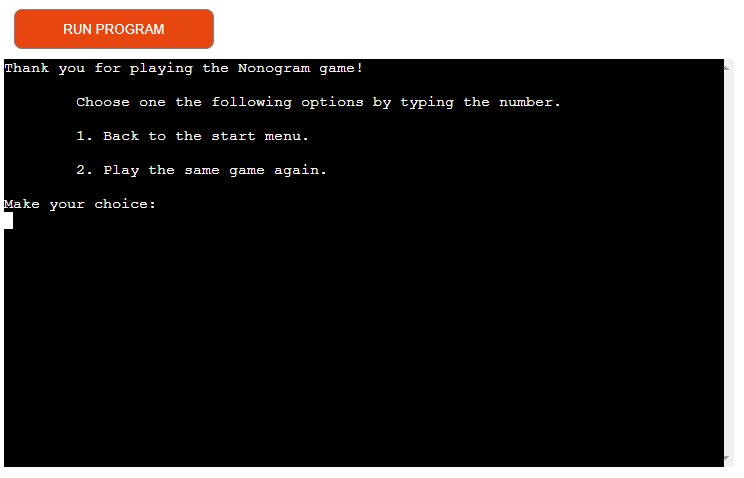 RUN PROGRAM
Thank you for playing the Nonogram game!
Choose one the following options by typing the number.
1. Back to the start menu.
2. Play the same game again.
Make your choice: